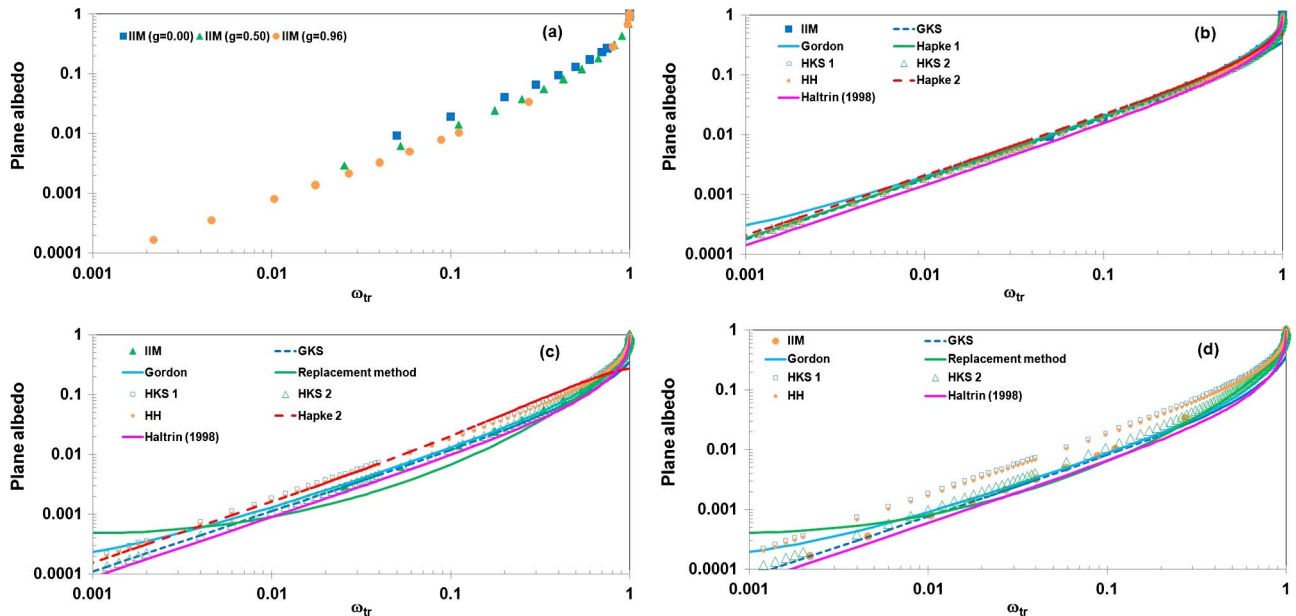 1
(a)
IIM (g=0.00) IIM (g=0.50) IIM (g=0.96)
0.1
0.01
0.001
0.0001
Plane albedo
0.001 0.01 0.1 1
ωtr
1
(b)
IIM GKS
Gordon Hapke 1
HKS 1 HKS 2
HH Hapke 2
Haltrin (1998)
0.1
0.01
0.001
0.0001
Plane albedo
0.001 0.01 0.1 1
ωtr
1
(c)
IIM GKS
Gordon Replacement method
HKS 1 HKS 2
HH Hapke 2
Haltrin (1998)
0.1
0.01
0.001
0.0001
Plane albedo
0.001 0.01 0.1 1
ωtr
1
(d)
IIM GKS
Gordon Replacement method
HKS 1 HKS 2
HH Haltrin (1998)
0.1
0.01
0.001
0.0001
Plane albedo
0.001 0.01 0.1 1
ωtr